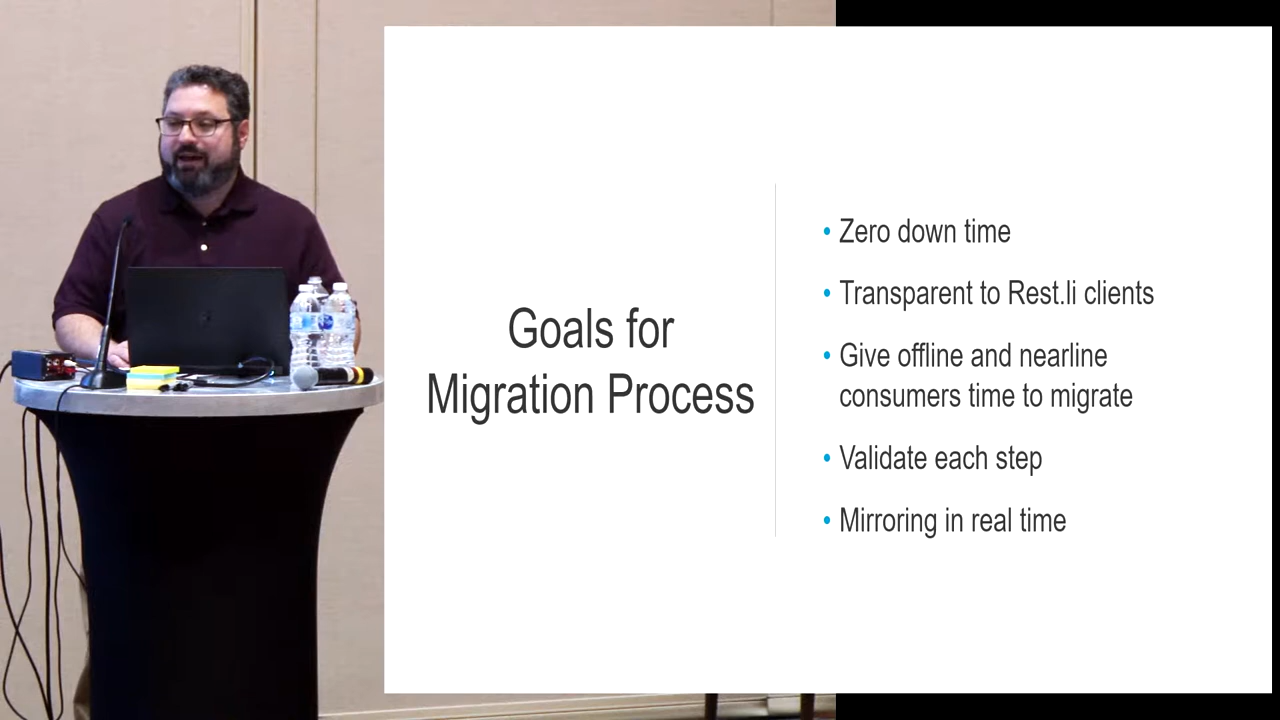 Goals for
Migration Process
• Zero down time
• Transparent to Rest.li clients
• Give offline and nearline
consumers time to migrate
• Validate each step
• Mirroring in real time